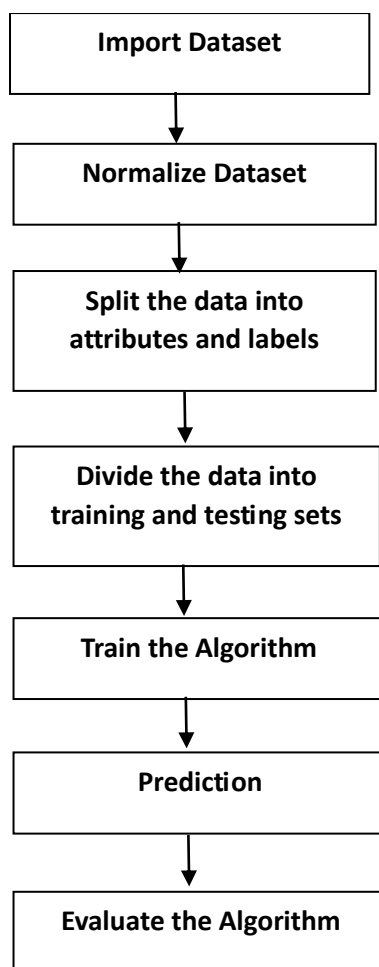 Import Dataset
Normalize Dataset
Split the data into
attributes and labels
Divide the data into
training and testing sets
Train the Algorithm
Prediction
Evaluate the Algorithm